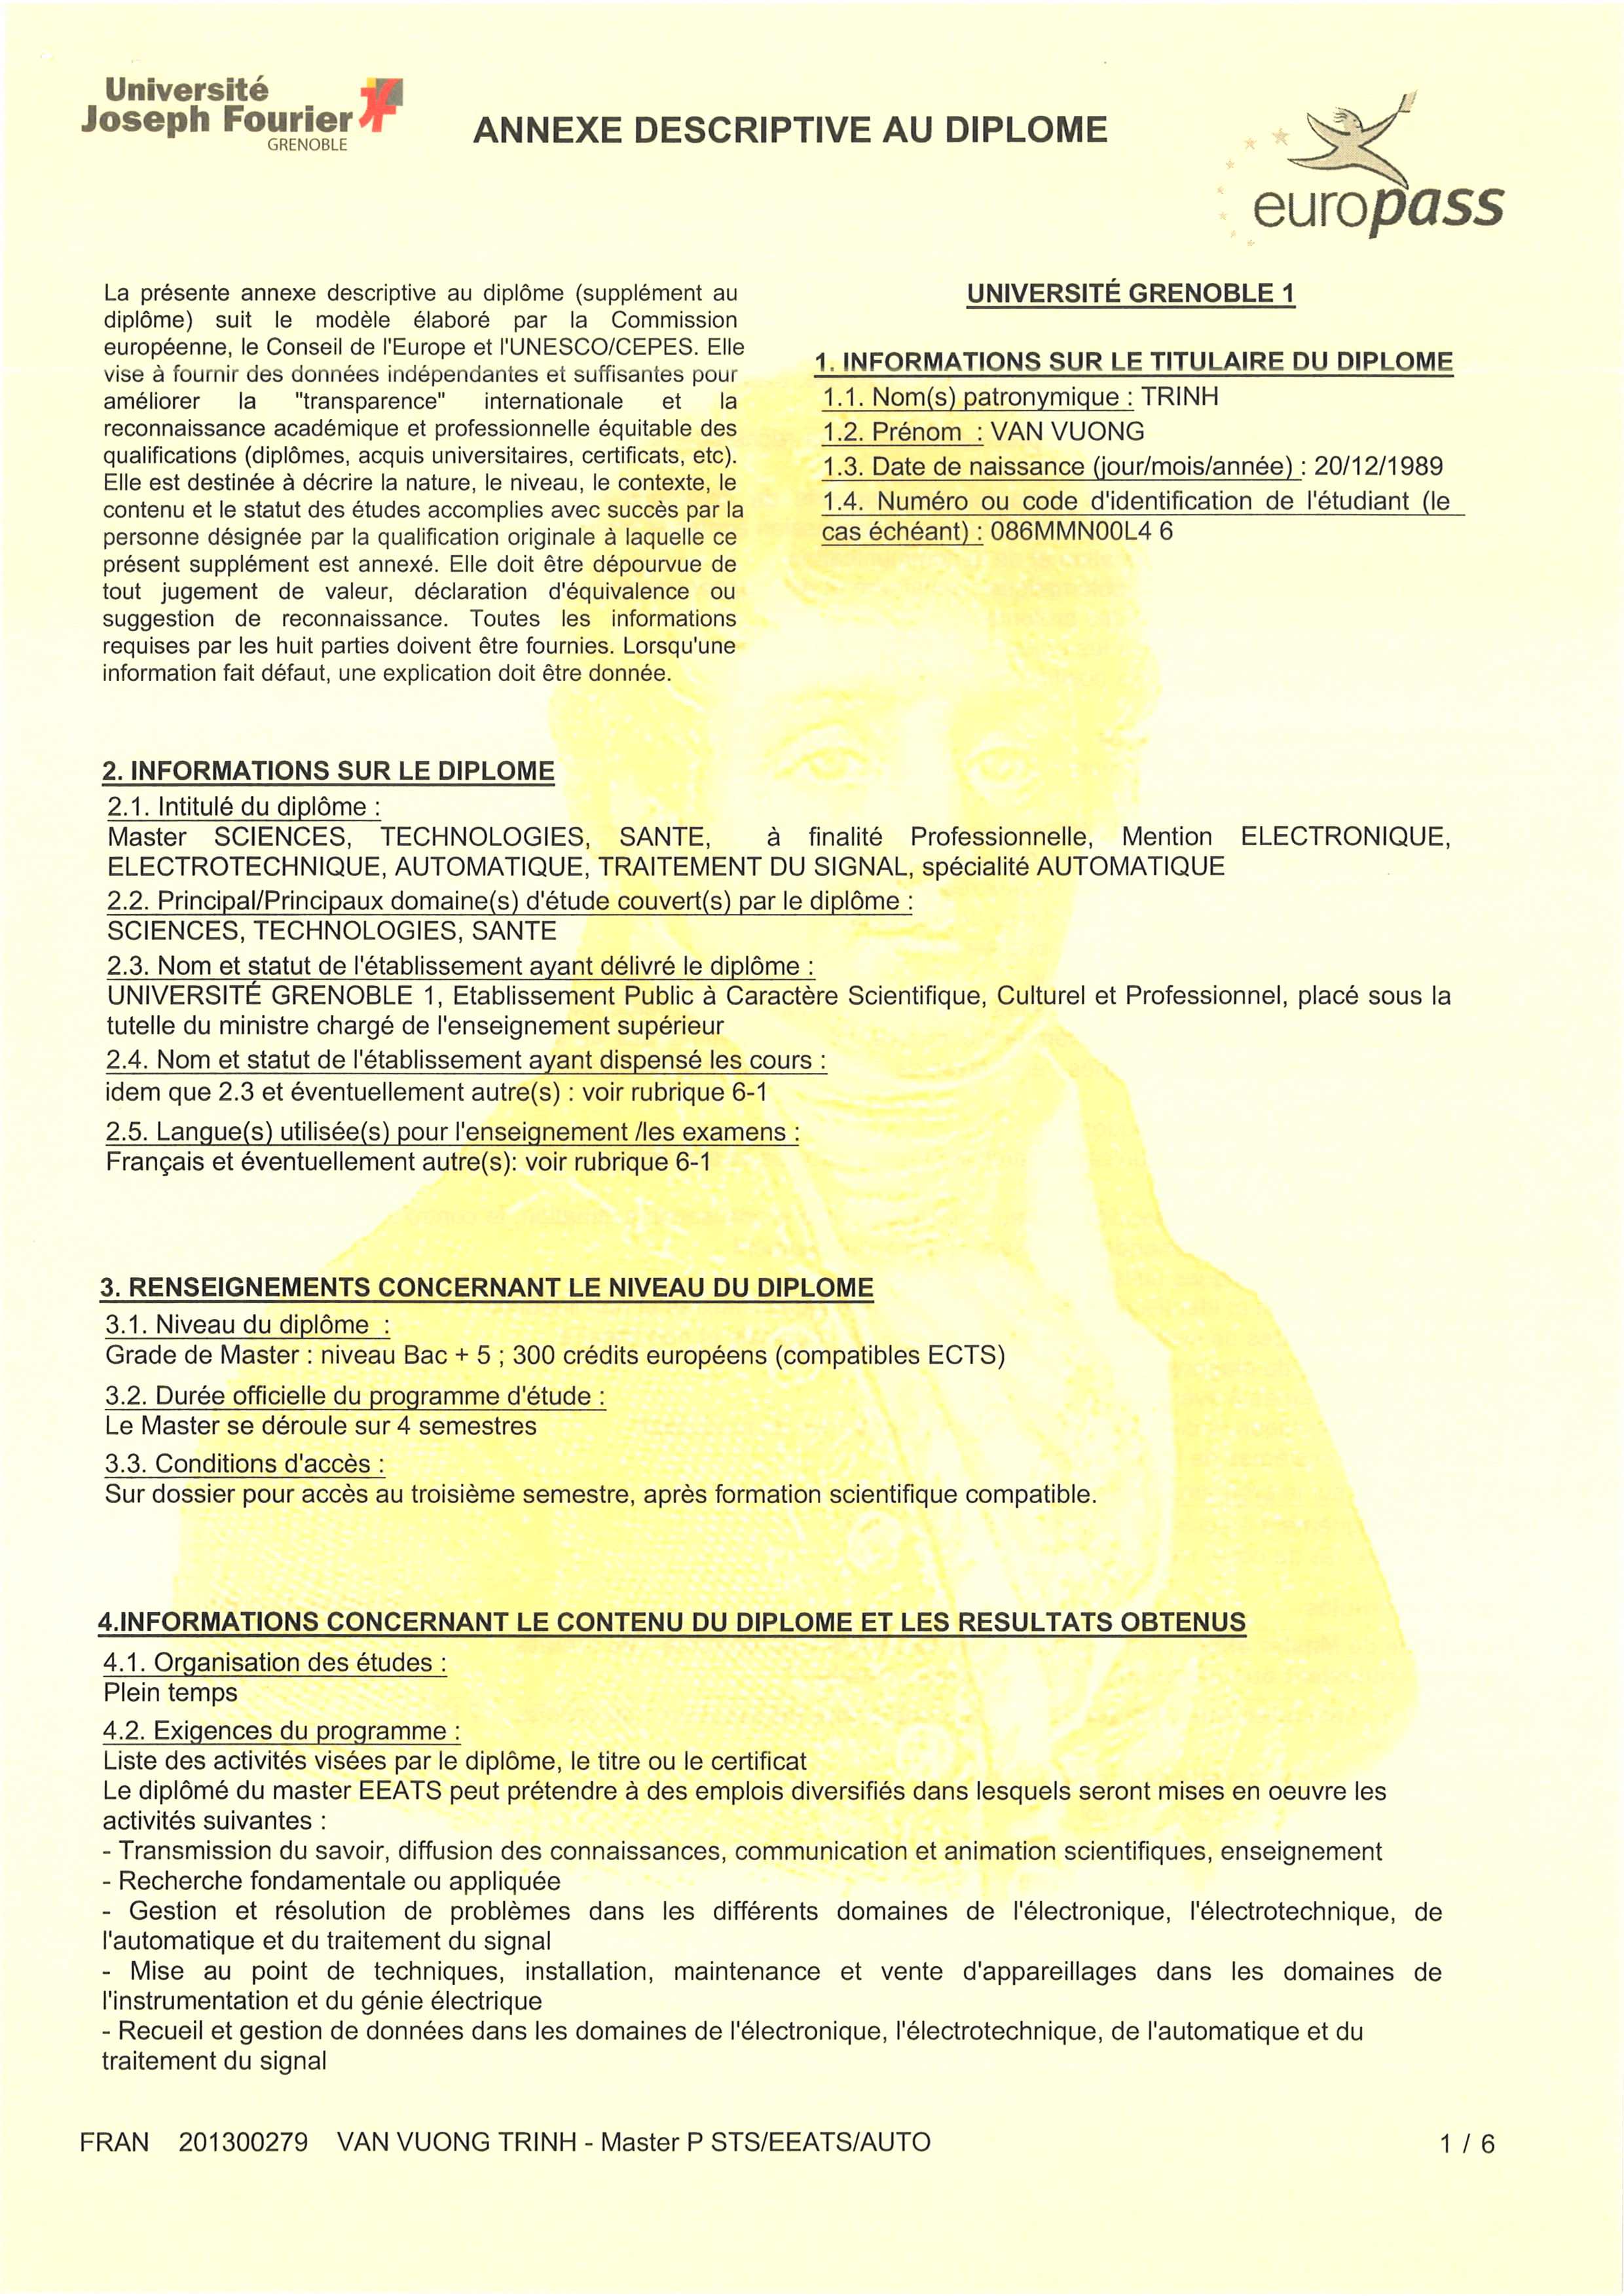 Université
Joseph Fourier
GRENOBLE
ANNEXE DESCRIPTIVE AU DIPLOME
europass
La présente annexe descriptive au diplôme (supplément au
diplôme) suit le modèle élaboré par la Commission
européenne, le Conseil de l'Europe et l'UNESCO/CEPES. Elle
vise à fournir des données indépendantes et suffisantes pour
améliorer la "transparence" internationale et la
reconnaissance académique et professionnelle équitable des
qualifications (diplômes, acquis universitaires, certificats, etc).
Elle est destinée à décrire la nature, le niveau, le contexte, le
contenu et le statut des études accomplies avec succès par la
personne désignée par la qualification originale à laquelle ce
présent supplément est annexé. Elle doit être dépourvue de
tout jugement de valeur, déclaration d'équivalence ou
suggestion de reconnaissance. Toutes les informations
requises par les huit parties doivent être fournies. Lorsqu'une
information fait défaut, une explication doit être donnée.
UNIVERSITÉ GRENOBLE 1
1. INFORMATIONS SUR LE TITULAIRE DU DIPLOME
1.1. Nom(s) patronymique : TRINH
1.2. Prénom : VAN VUONG
1.3. Date de naissance (jour/mois/année) : 20/12/1989
1.4. Numéro ou code d'identification de l'étudiant (le
cas échéant) : 086MMN00L4 6
2. INFORMATIONS SUR LE DIPLOME
2.1. Intitulé du diplôme :
Master SCIENCES, TECHNOLOGIES, SANTE, à finalité Professionnelle, Mention ELECTRONIQUE,
ELECTROTECHNIQUE, AUTOMATIQUE, TRAITEMENT DU SIGNAL, spécialité AUTOMATIQUE
2.2. Principal/Principaux domaine(s) d'étude couvert(s) par le diplôme :
SCIENCES, TECHNOLOGIES, SANTE
2.3. Nom et statut de l'établissement ayant délivré le diplôme :
UNIVERSITÉ GRENOBLE 1, Etablissement Public à Caractère Scientifique, Culturel et Professionnel, placé sous la
tutelle du ministre chargé de l'enseignement supérieur
2.4. Nom et statut de l'établissement ayant dispensé les cours :
idem que 2.3 et éventuellement autre(s) : voir rubrique 6-1
2.5. Langue(s) utilisée(s) pour l'enseignement /les examens :
Français et éventuellement autre(s): voir rubrique 6-1
3. RENSEIGNEMENTS CONCERNANT LE NIVEAU DU DIPLOME
3.1. Niveau du diplôme :
Grade de Master : niveau Bac + 5 ; 300 crédits européens (compatibles ECTS)
3.2. Durée officielle du programme d'étude :
Le Master se déroule sur 4 semestres
3.3. Conditions d'accès :
Sur dossier pour accès au troisième semestre, après formation scientifique compatible.
4.INFORMATIONS CONCERNANT LE CONTENU DU DIPLOME ET LES RESULTATS OBTENUS
4.1. Organisation des études :
Plein temps
4.2. Exigences du programme :
Liste des activités visées par le diplôme, le titre ou le certificat
Le diplômé du master EEATS peut prétendre à des emplois diversifiés dans lesquels seront mises en oeuvre les
activités suivantes :
- Transmission du savoir, diffusion des connaissances, communication et animation scientifiques, enseignement
- Recherche fondamentale ou appliquée
- Gestion et résolution de problèmes dans les différents domaines de l'électronique, l'électrotechnique, de
l'automatique et du traitement du signal
- Mise au point de techniques, installation, maintenance et vente d'appareillages dans les domaines de
l'instrumentation et du génie électrique
- Recueil et gestion de données dans les domaines de l'électronique, l'électrotechnique, de l'automatique et du
traitement du signal
FRAN 201300279 VAN VUONG TRINH - Master P STS/EEATS/AUTO
1 / 6